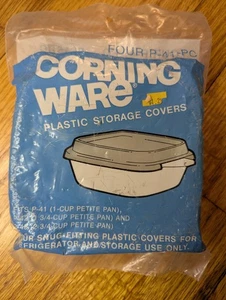 FOUR P-41-PC
CORNING
WARE®
PLASTIC STORAGE COVERS
P-41 (1-CUP PETITE PAN),
3/4-CUP PETITE PAN) AND
3/4-CUP PETITE PAN)
SNUG-FITTING PLASTIC COVERS FOR
AND STORAGE USE ONLY